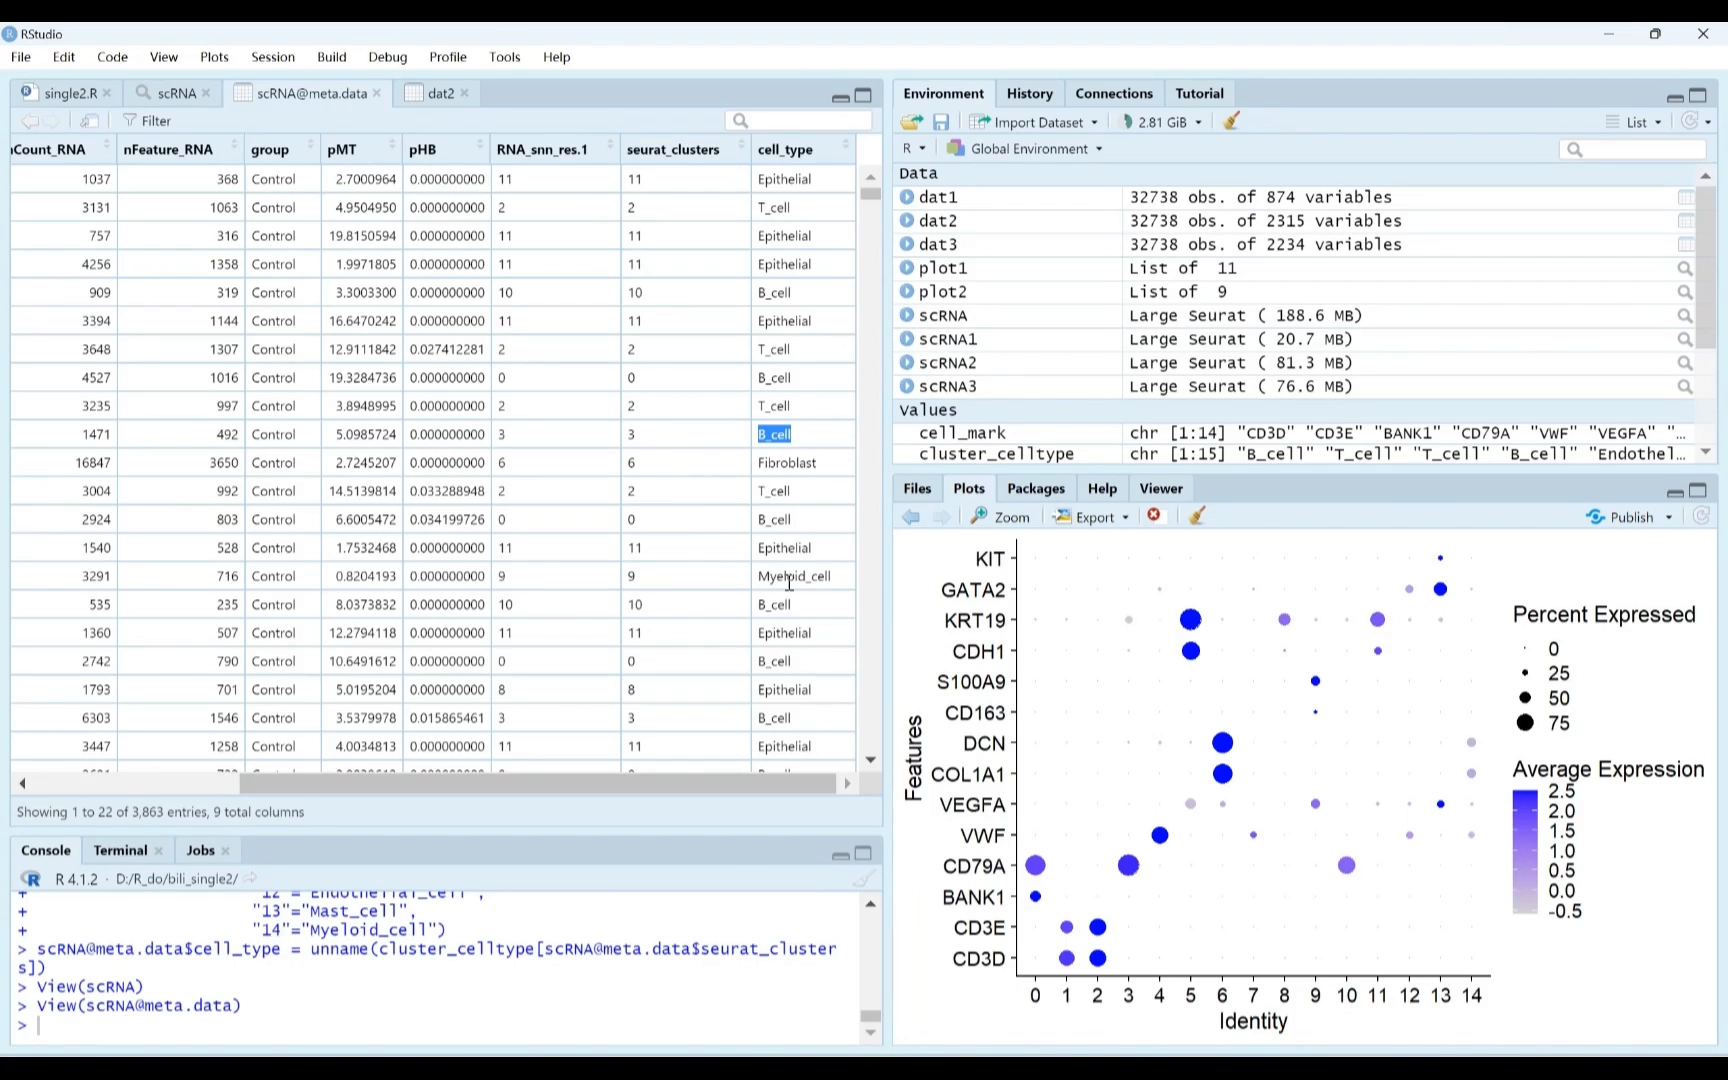 RStudio
File Edit Code View Plots Session Build Debug Profile Tools Help
single2.R scRNA scRNA@meta.data dat2
Filter
Count_RNA nFeature_RNA group pMT pHB RNA_snn_res.1 seurat_clusters cell_type
1037 368 Control 2.7000964 0.000000000 11 11 Epithelial
3131 1063 Control 4.9504950 0.000000000 2 2 T_cell
757 316 Control 19.8150594 0.000000000 11 11 Epithelial
4256 1358 Control 1.9971805 0.000000000 11 11 Epithelial
909 319 Control 3.3003300 0.000000000 10 10 B_cell
3394 1144 Control 16.6470242 0.000000000 11 11 Epithelial
3648 1307 Control 12.9111842 0.027412281 2 2 T_cell
4527 1016 Control 19.3284736 0.000000000 0 0 B_cell
3235 997 Control 3.8948995 0.000000000 2 2 T_cell
1471 492 Control 5.0985724 0.000000000 3 3 B_cell
16847 3650 Control 2.7245207 0.000000000 6 6 Fibroblast
3004 992 Control 14.5139814 0.033288948 2 2 T_cell
2924 803 Control 6.6005472 0.034199726 0 0 B_cell
1540 528 Control 1.7532468 0.000000000 11 11 Epithelial
3291 716 Control 0.8204193 0.000000000 9 9 Myeloid_cell
535 235 Control 8.0373832 0.000000000 10 10 B_cell
1360 507 Control 12.2794118 0.000000000 11 11 Epithelial
2742 790 Control 10.6491612 0.000000000 0 0 B_cell
1793 701 Control 5.0195204 0.000000000 8 8 Epithelial
6303 1546 Control 3.5379978 0.015865461 3 3 B_cell
3447 1258 Control 4.0034813 0.000000000 11 11 Epithelial
Showing 1 to 22 of 3,863 entries, 9 total columns
Console Terminal Jobs
R 4.1.2 · D:/R_do/bili_single2/
+ "12"="Endothelial_cell",
+ "13"="Mast_cell",
+ "14"="Myeloid_cell")
> scRNA@meta.data$cell_type = unname(cluster_celltype[scRNA@meta.data$seurat_cluster
s])
> View(scRNA)
> View(scRNA@meta.data)
>
Environment History Connections Tutorial
Import Dataset 2.81 GiB List
R Global Environment
Data
dat1 32738 obs. of 874 variables
dat2 32738 obs. of 2315 variables
dat3 32738 obs. of 2234 variables
plot1 List of 11
plot2 List of 9
scRNA Large Seurat ( 188.6 MB)
scRNA1 Large Seurat ( 20.7 MB)
scRNA2 Large Seurat ( 81.3 MB)
scRNA3 Large Seurat ( 76.6 MB)
Values
cell_mark chr [1:14] "CD3D" "CD3E" "BANK1" "CD79A" "VWF" "VEGFA" "…
cluster_celltype chr [1:15] "B_cell" "T_cell" "T_cell" "B_cell" "Endothel…
Files Plots Packages Help Viewer
Zoom Export Publish
KIT
GATA2
KRT19
CDH1
S100A9
CD163
DCN
COL1A1
VEGFA
VWF
CD79A
BANK1
CD3E
CD3D
Features
0 1 2 3 4 5 6 7 8 9 10 11 12 13 14
Identity
Percent Expressed
0
25
50
75
Average Expression
2.5
2.0
1.5
1.0
0.5
0.0
-0.5